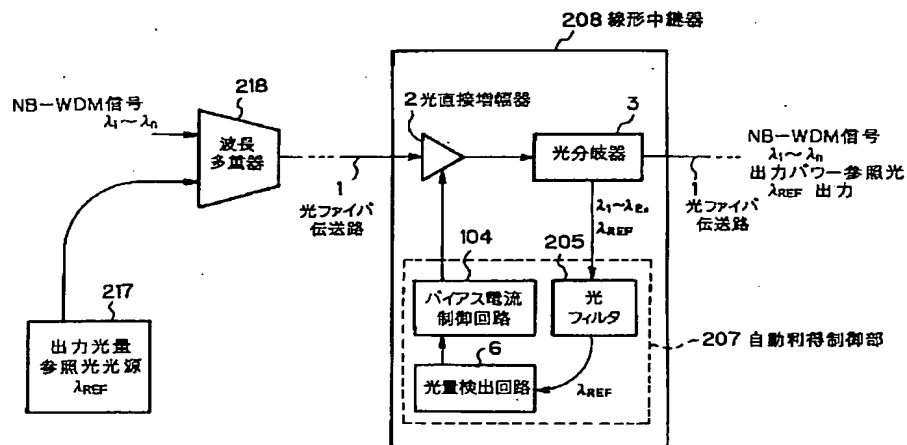 208 線形中継器
218
NB-WDM信号
λ1~λn
波長
多重器
1
光ファイバ
伝送路
2光直接増幅器
3
光分岐器
NB-WDM信号
λ1~λn
出力パワー参照光
λREF 出力
1
光ファイバ
伝送路
λREF
104
バイアス電流
制御回路
205
光
フィルタ
207 自動利得制御部
6
光量検出回路
λREF
217
出力光量
参照光光源
λREF